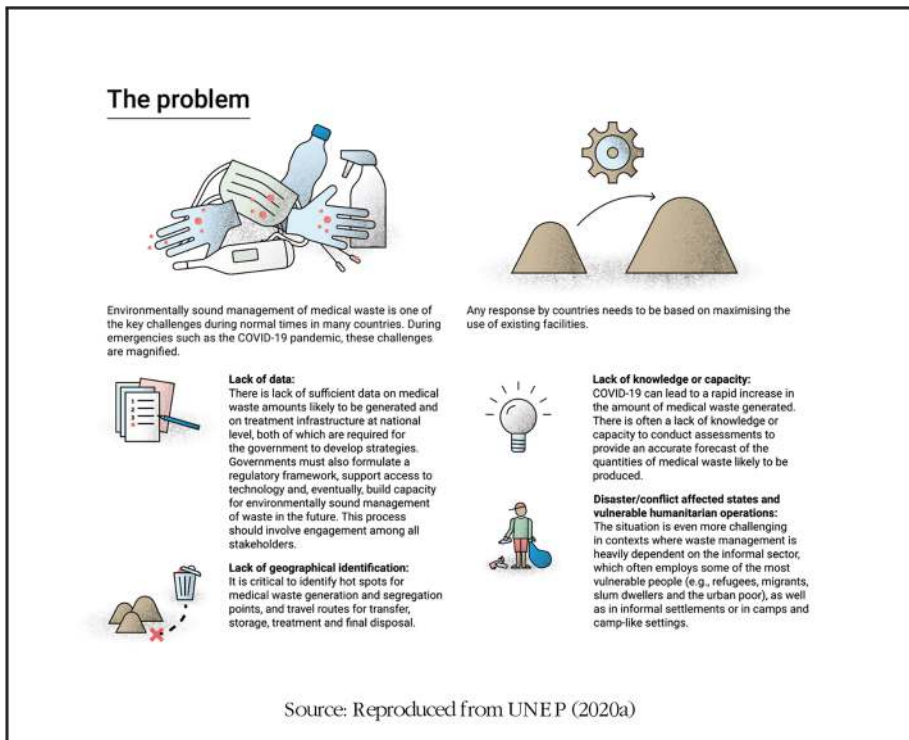 The problem
Environmentally sound management of medical waste is one of
the key challenges during normal times in many countries. During
emergencies such as the COVID-19 pandemic, these challenges
are magnified.
Any response by countries needs to be based on maximising the
use of existing facilities.
1
2
3
Lack of data:
There is lack of sufficient data on medical
waste amounts likely to be generated and
on treatment infrastructure at national
level, both of which are required for
the government to develop strategies.
Governments must also formulate a
regulatory framework, support access to
technology and, eventually, build capacity
for environmentally sound management
of waste in the future. This process
should involve engagement among all
stakeholders.
Lack of geographical identification:
It is critical to identify hot spots for
medical waste generation and segregation
points, and travel routes for transfer,
storage, treatment and final disposal.
Lack of knowledge or capacity:
COVID-19 can lead to a rapid increase in
the amount of medical waste generated.
There is often a lack of knowledge or
capacity to conduct assessments to
provide an accurate forecast of the
quantities of medical waste likely to be
produced.
Disaster/conflict affected states and
vulnerable humanitarian operations:
The situation is even more challenging
in contexts where waste management is
heavily dependent on the informal sector,
which often employs some of the most
vulnerable people (e.g., refugees, migrants,
slum dwellers and the urban poor), as well
as in informal settlements or in camps and
camp-like settings.
Source: Reproduced from UNEP (2020a)